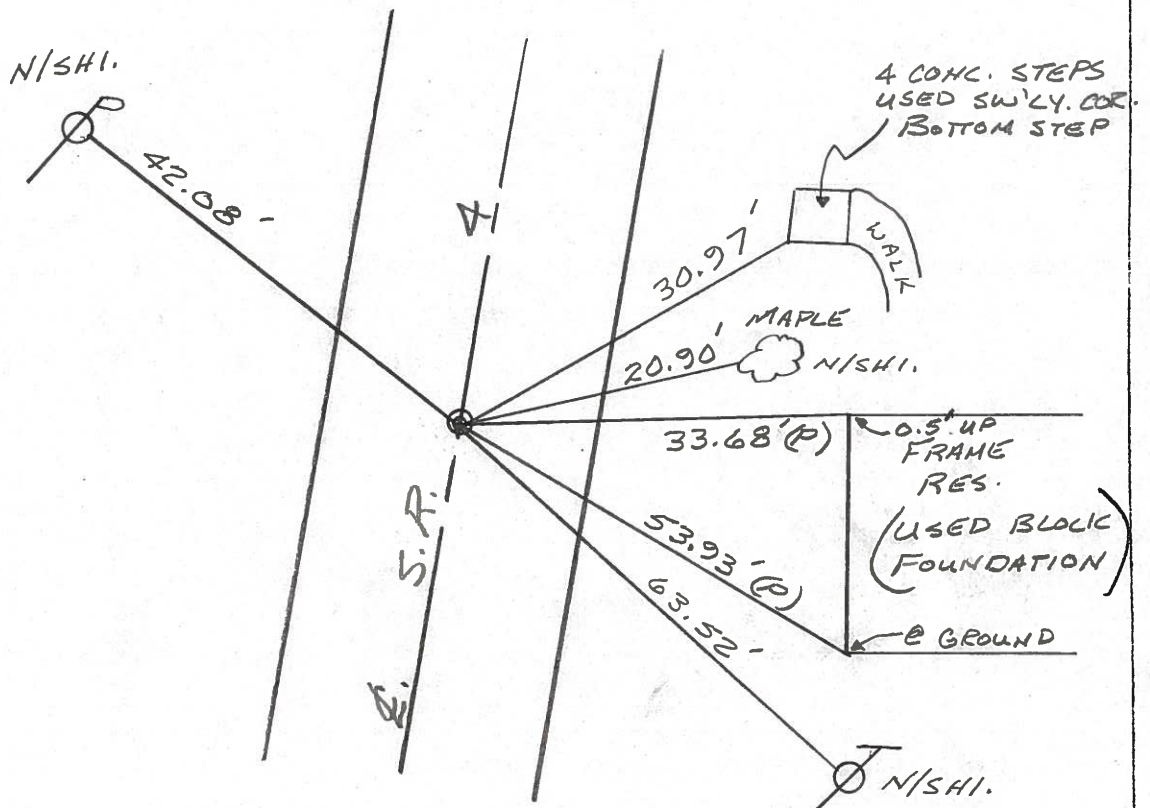 N/SHI.
42.08'
4 CONC. STEPS
USED SW'LY. COR.
BOTTOM STEP
WALK
30.97'
MAPLE
N/SHI.
20.90'
33.68'(P)
0.5' UP
FRAME
RES.
(USED BLOCK
FOUNDATION)
53.93'(P)
63.52'
@ GROUND
N/SHI.
S.R. 4